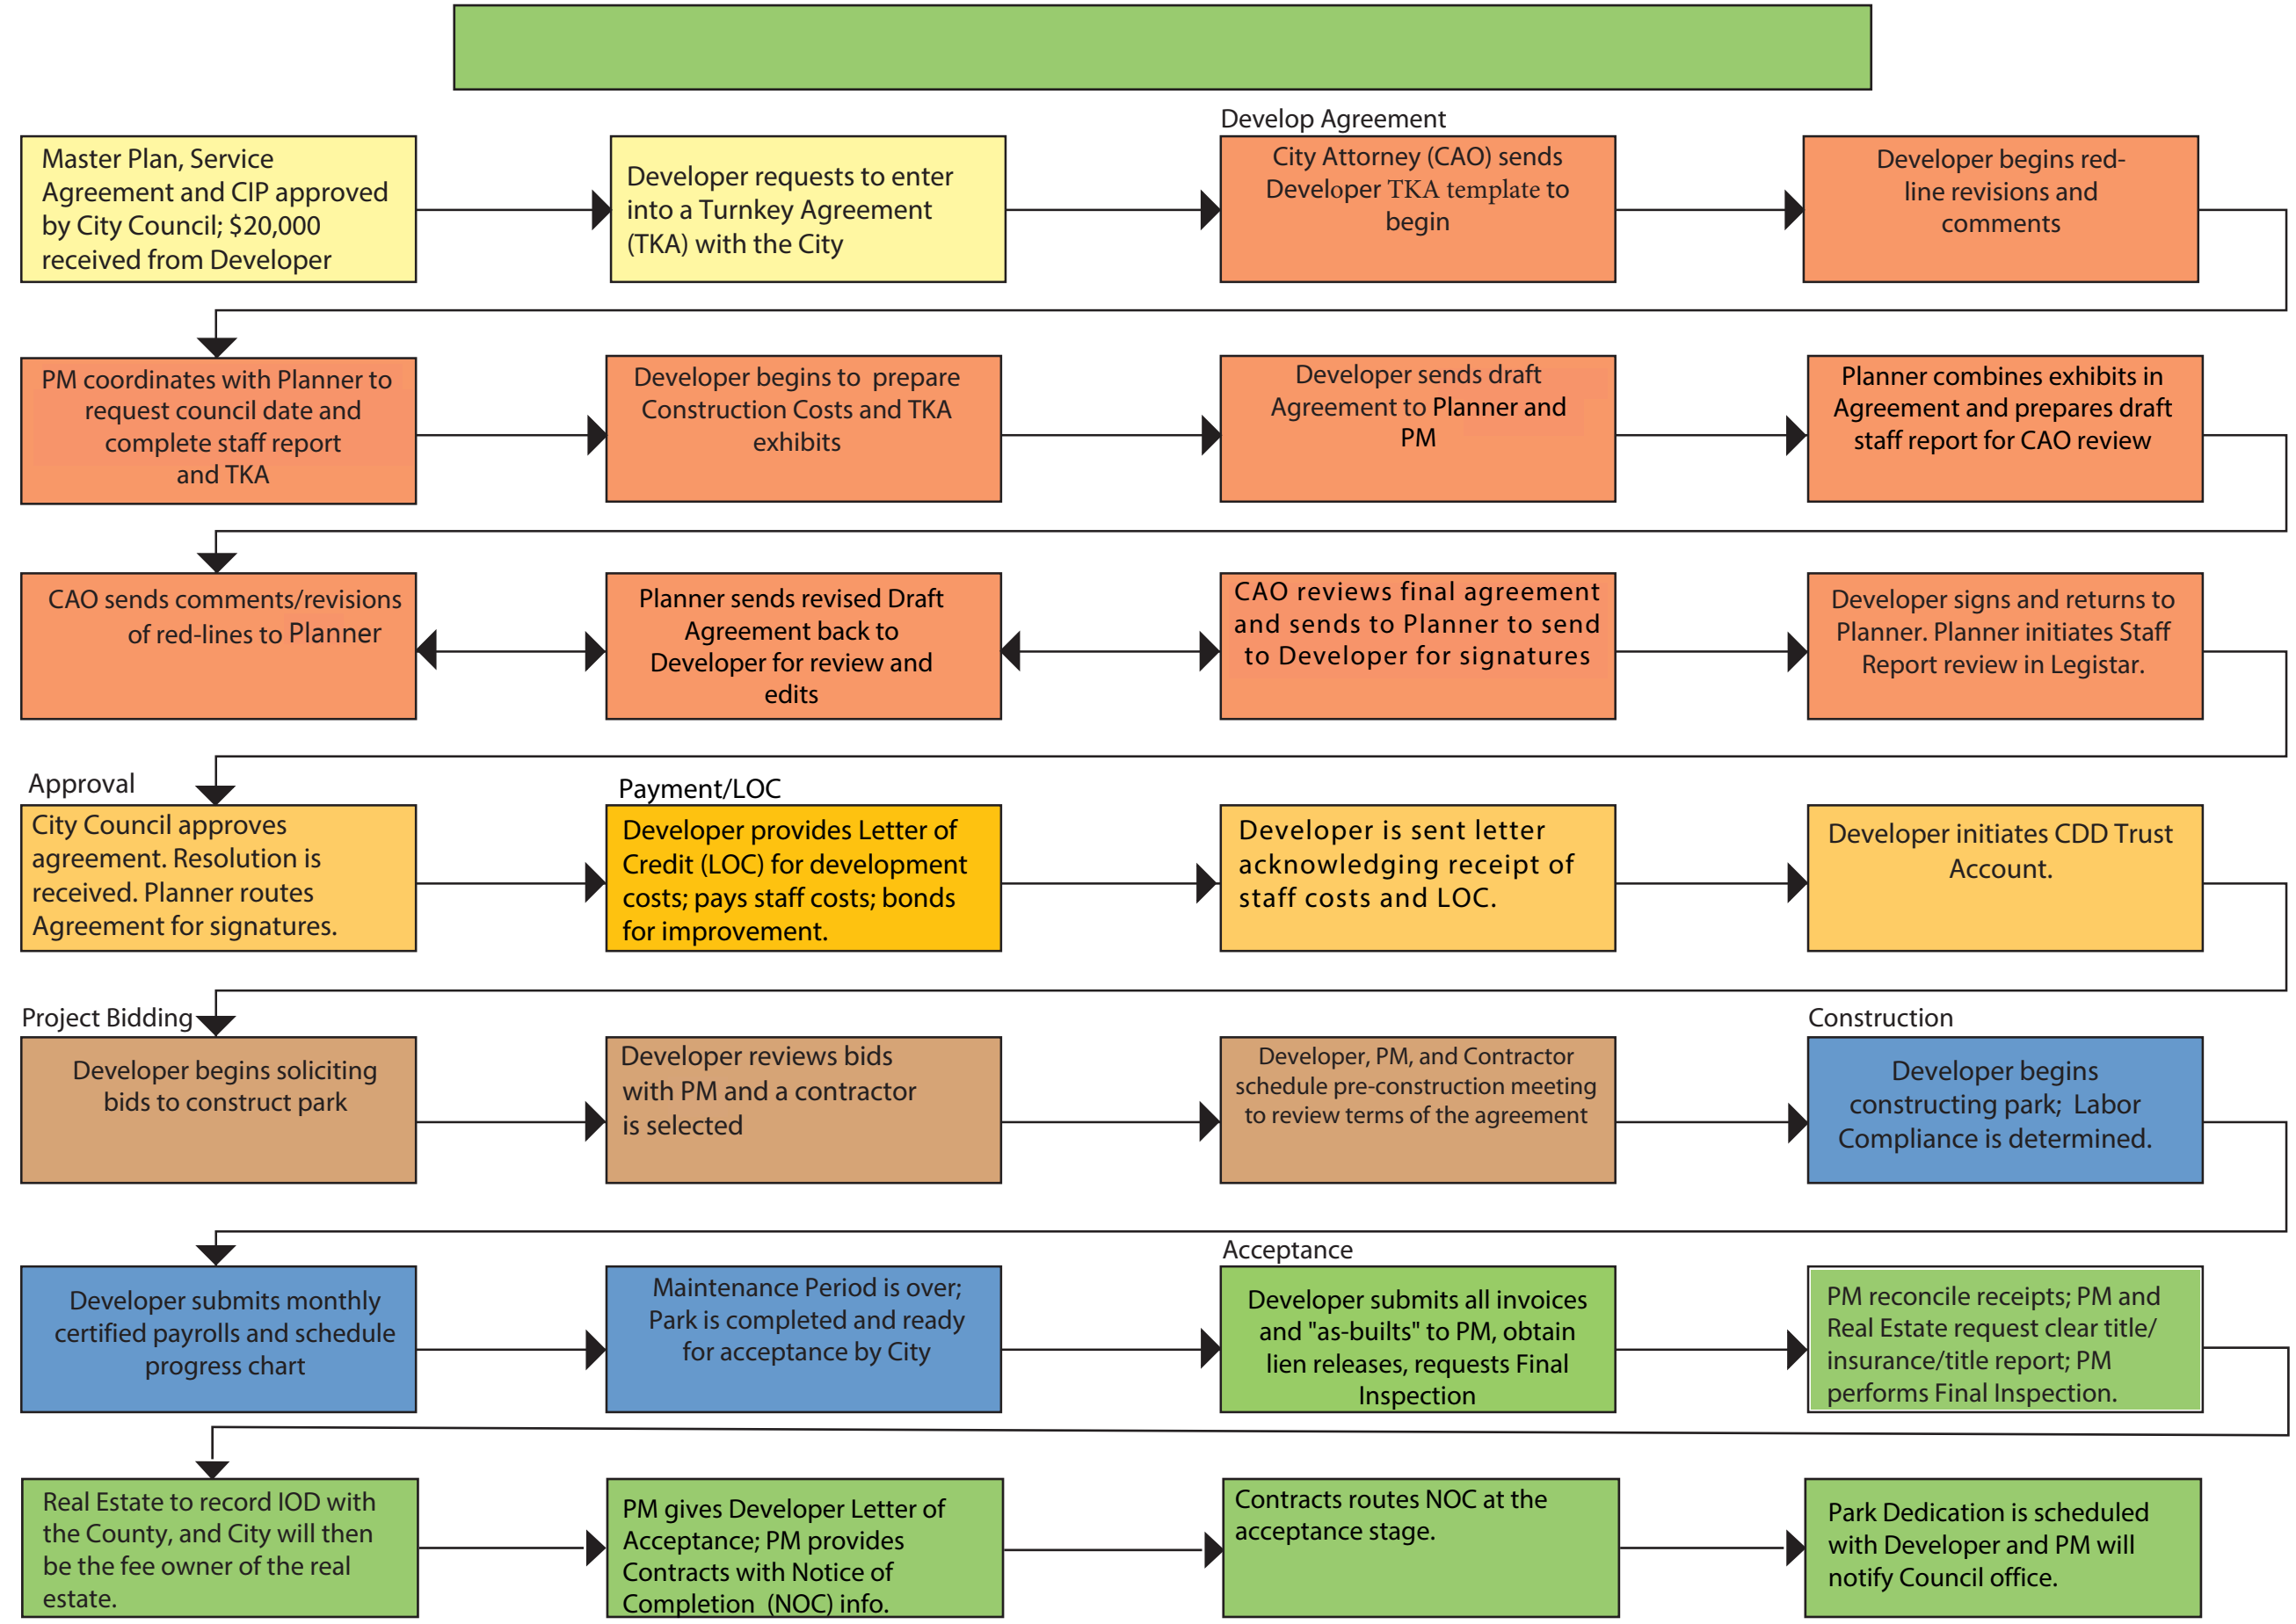 Master Plan, Service
Agreement and CIP approved
by City Council; $20,000
received from Developer
Developer requests to enter
into a Turnkey Agreement
(TKA) with the City
Develop Agreement
City Attorney (CAO) sends
Developer TKA template to
begin
Developer begins red-
line revisions and
comments
PM coordinates with Planner to
request council date and
complete staff report
and TKA
Developer begins to prepare
Construction Costs and TKA
exhibits
Developer sends draft
Agreement to Planner and
PM
Planner combines exhibits in
Agreement and prepares draft
staff report for CAO review
CAO sends comments/revisions
of red-lines to Planner
Planner sends revised Draft
Agreement back to
Developer for review and
edits
CAO reviews final agreement
and sends to Planner to send
to Developer for signatures
Developer signs and returns to
Planner. Planner initiates Staff
Report review in Legistar.
Approval
City Council approves
agreement. Resolution is
received. Planner routes
Agreement for signatures.
Payment/LOC
Developer provides Letter of
Credit (LOC) for development
costs; pays staff costs; bonds
for improvement.
Developer is sent letter
acknowledging receipt of
staff costs and LOC.
Developer initiates CDD Trust
Account.
Project Bidding
Developer begins soliciting
bids to construct park
Developer reviews bids
with PM and a contractor
is selected
Developer, PM, and Contractor
schedule pre-construction meeting
to review terms of the agreement
Construction
Developer begins
constructing park; Labor
Compliance is determined.
Developer submits monthly
certified payrolls and schedule
progress chart
Maintenance Period is over;
Park is completed and ready
for acceptance by City
Acceptance
Developer submits all invoices
and "as-builts" to PM, obtain
lien releases, requests Final
Inspection
PM reconcile receipts; PM and
Real Estate request clear title/
insurance/title report; PM
performs Final Inspection.
Real Estate to record IOD with
the County, and City will then
be the fee owner of the real
estate.
PM gives Developer Letter of
Acceptance; PM provides
Contracts with Notice of
Completion (NOC) info.
Contracts routes NOC at the
acceptance stage.
Park Dedication is scheduled
with Developer and PM will
notify Council office.